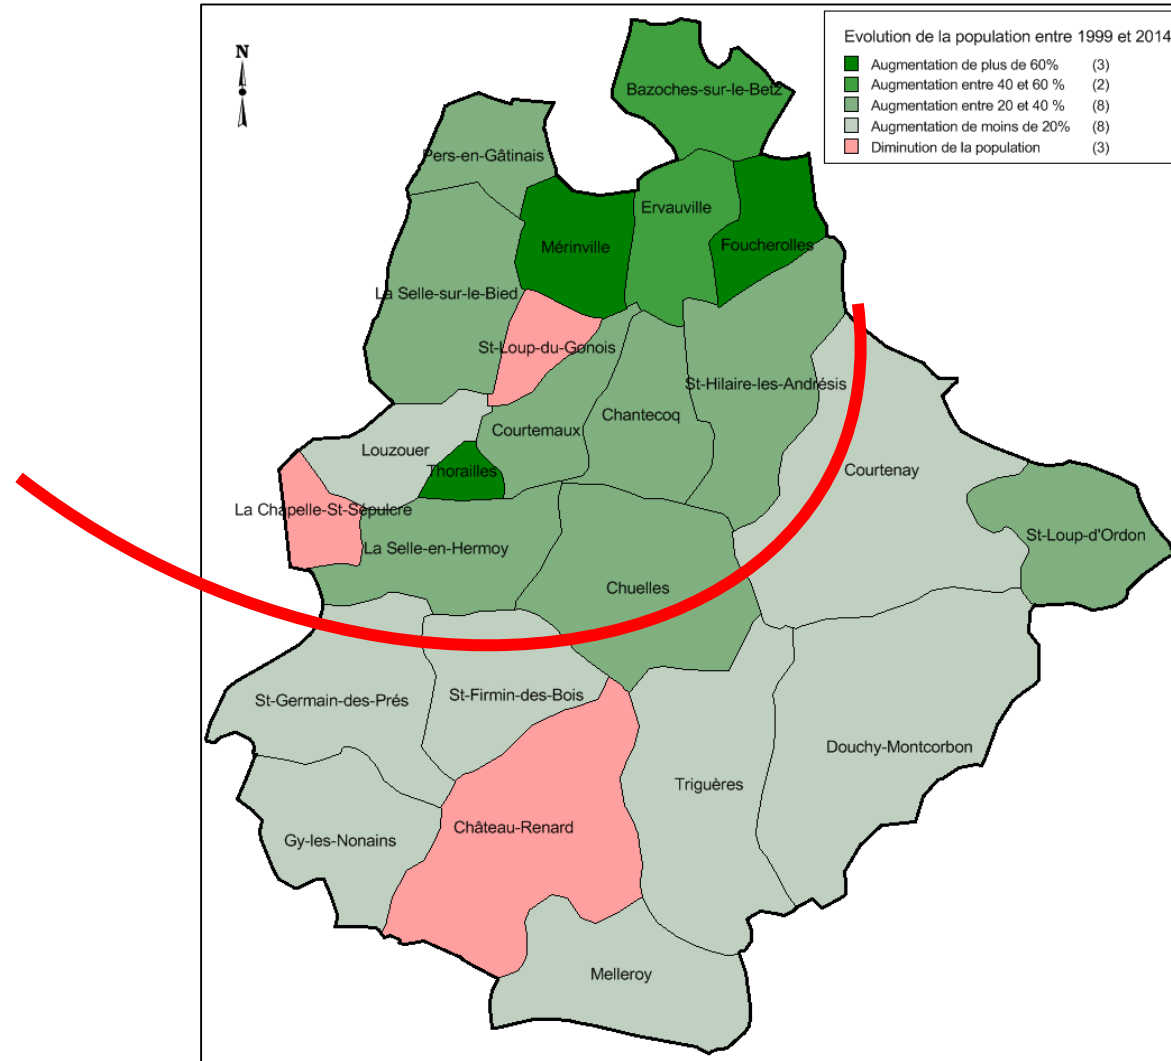 Evolution de la population entre 1999 et 2014
Augmentation de plus de 60% (3)
Augmentation entre 40 et 60 % (2)
Augmentation entre 20 et 40 % (8)
Augmentation de moins de 20% (8)
Diminution de la population (3)
N
Bazoches-sur-le-Betz
Pers-en-Gâtinais
Ervauville
Mérinville
Foucherolles
La Selle-sur-le-Bied
St-Loup-du-Gonois
St-Hilaire-les-Andrésis
Chantecoq
Courtemaux
Louzouer
Thorailles
Courtenay
La Chapelle-St-Sépulcre
St-Loup-d'Ordon
La Selle-en-Hermoy
Chuelles
St-Firmin-des-Bois
St-Germain-des-Prés
Douchy-Montcorbon
Triguères
Château-Renard
Gy-les-Nonains
Melleroy